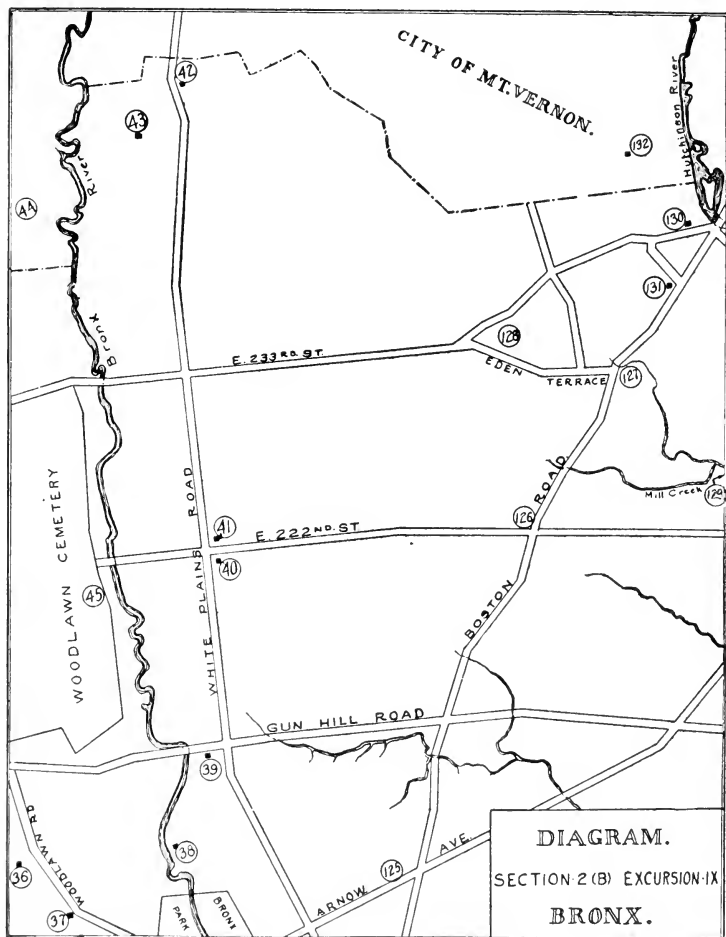 CITY OF MT. VERNON.
Hutchinson River
42
43
132
44
River
130
131
128
Bronx
E. 233RD. ST.
EDEN TERRACE
127
ROAD
ROAD.
Mill Creek
129
WOODLAWN CEMETERY
41
E. 222ND. ST
126
40
45
WHITE PLAINS
BOSTON
GUN HILL ROAD
39
WOODLAWN RD
38
36
AVE.
125
ARNOW
37
BRONX
PARK
DIAGRAM.
SECTION·2(B) EXCURSION·IX
BRONX.